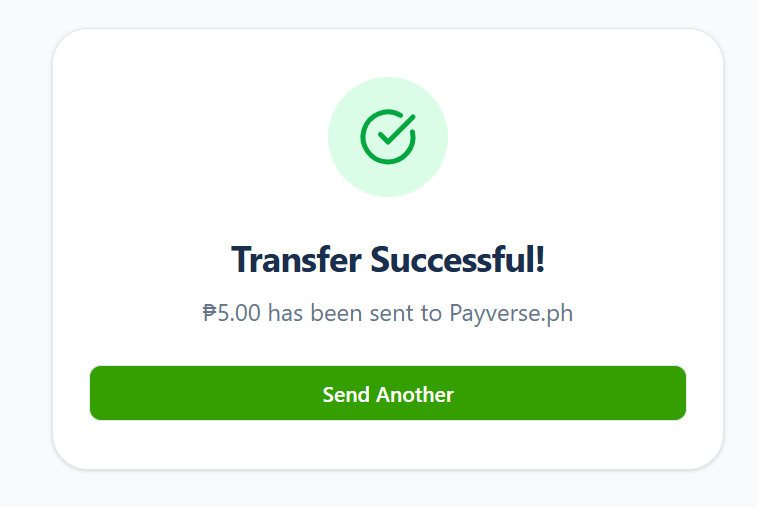 Transfer Successful!
₱5.00 has been sent to Payverse.ph
Send Another